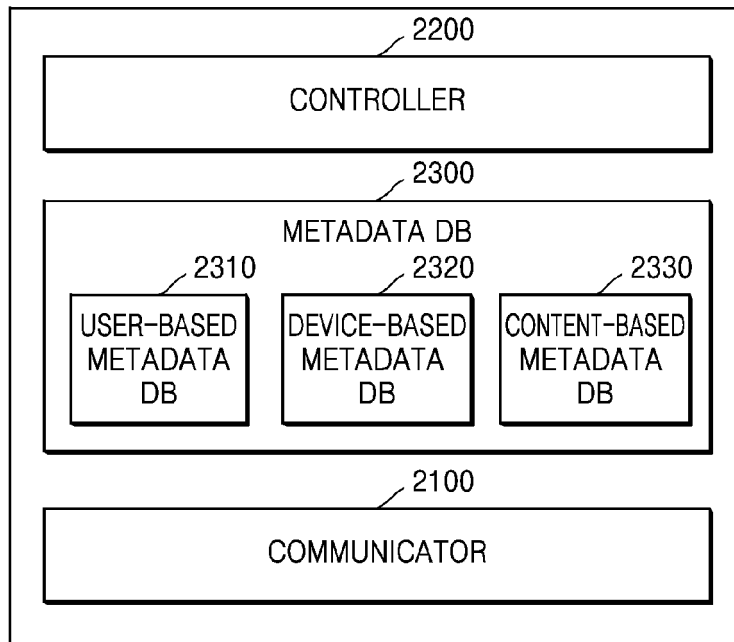 2200
CONTROLLER
2300
METADATA DB
2310
2320
2330
USER-BASED
METADATA
DB
DEVICE-BASED
METADATA
DB
CONTENT-BASED
METADATA
DB
2100
COMMUNICATOR